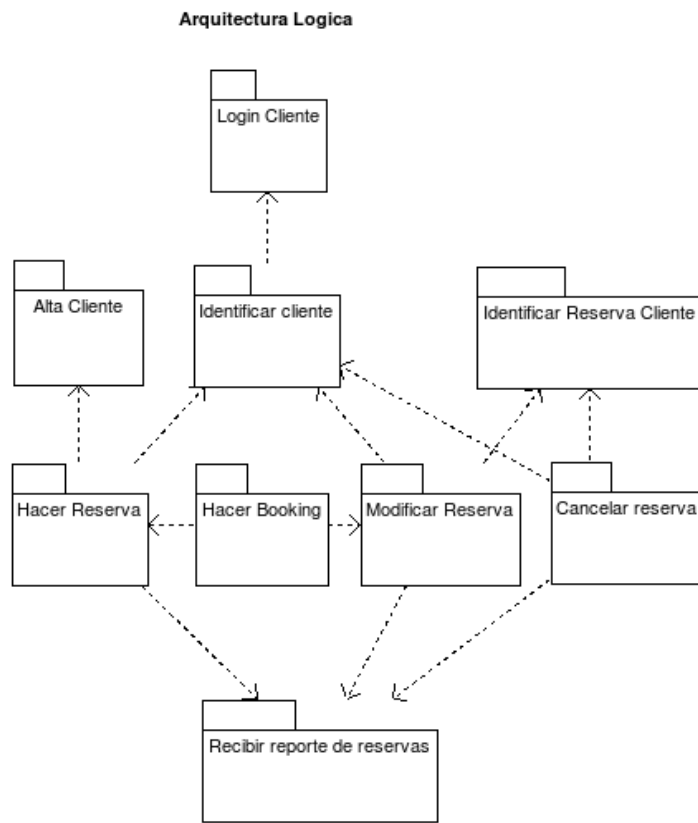 Arquitectura Logica
Login Cliente
Alta Cliente
Identificar cliente
Identificar Reserva Cliente
Hacer Reserva
Hacer Booking
Modificar Reserva
Cancelar reserva
Recibir reporte de reservas